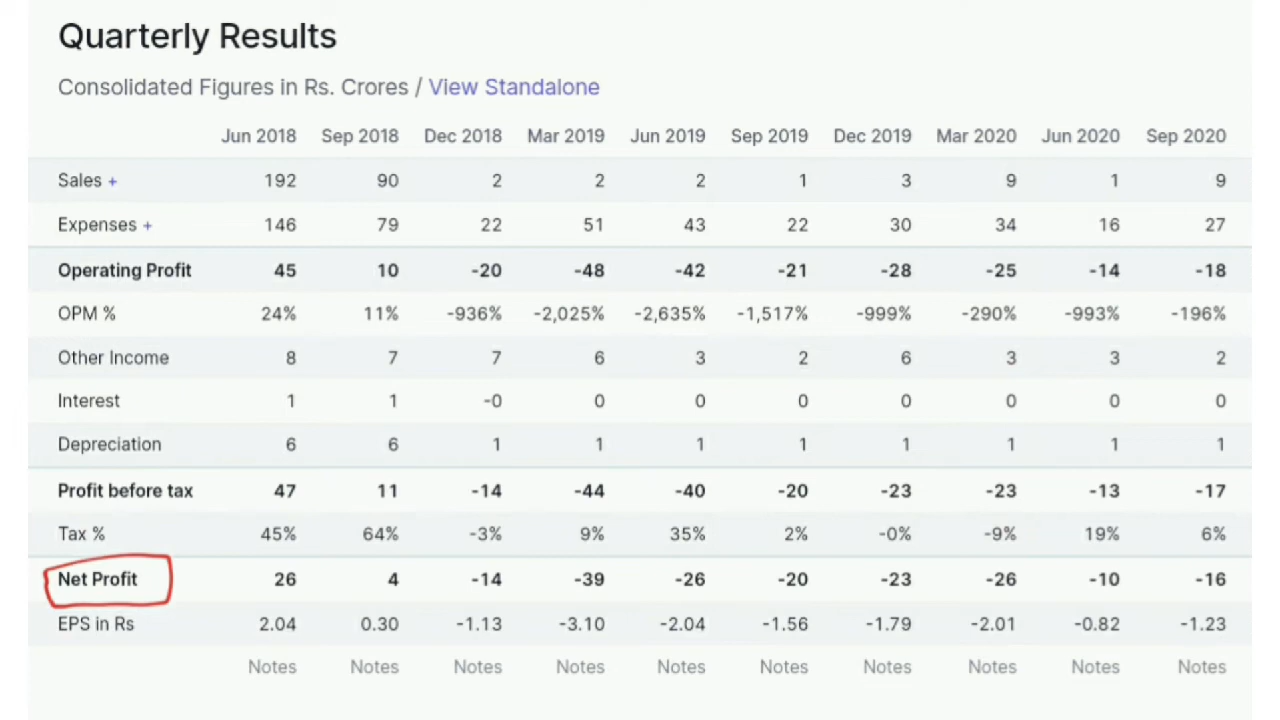 Quarterly Results
Consolidated Figures in Rs. Crores / View Standalone
Jun 2018 Sep 2018 Dec 2018 Mar 2019 Jun 2019 Sep 2019 Dec 2019 Mar 2020 Jun 2020 Sep 2020
Sales + 192 90 2 2 2 1 3 9 1 9
Expenses + 146 79 22 51 43 22 30 34 16 27
Operating Profit 45 10 -20 -48 -42 -21 -28 -25 -14 -18
OPM % 24% 11% -936% -2,025% -2,635% -1,517% -999% -290% -993% -196%
Other Income 8 7 7 6 3 2 6 3 3 2
Interest 1 1 -0 0 0 0 0 0 0 0
Depreciation 6 6 1 1 1 1 1 1 1 1
Profit before tax 47 11 -14 -44 -40 -20 -23 -23 -13 -17
Tax % 45% 64% -3% 9% 35% 2% -0% -9% 19% 6%
Net Profit 26 4 -14 -39 -26 -20 -23 -26 -10 -16
EPS in Rs 2.04 0.30 -1.13 -3.10 -2.04 -1.56 -1.79 -2.01 -0.82 -1.23
Notes Notes Notes Notes Notes Notes Notes Notes Notes Notes